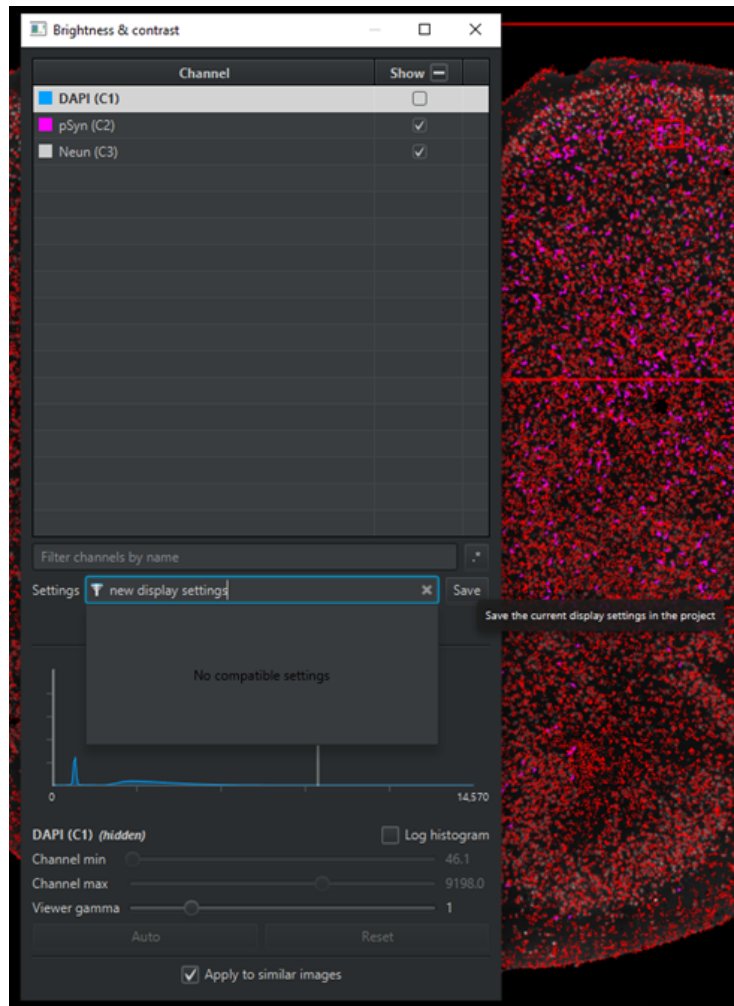 Brightness & contrast
Channel Show
DAPI (C1)
pSyn (C2)
Neun (C3)
Filter channels by name .*
Settings new display settings Save
Save the current display settings in the project
No compatible settings
0 14,570
DAPI (C1) (hidden) Log histogram
Channel min 46.1
Channel max 9198.0
Viewer gamma 1
Auto Reset
Apply to similar images